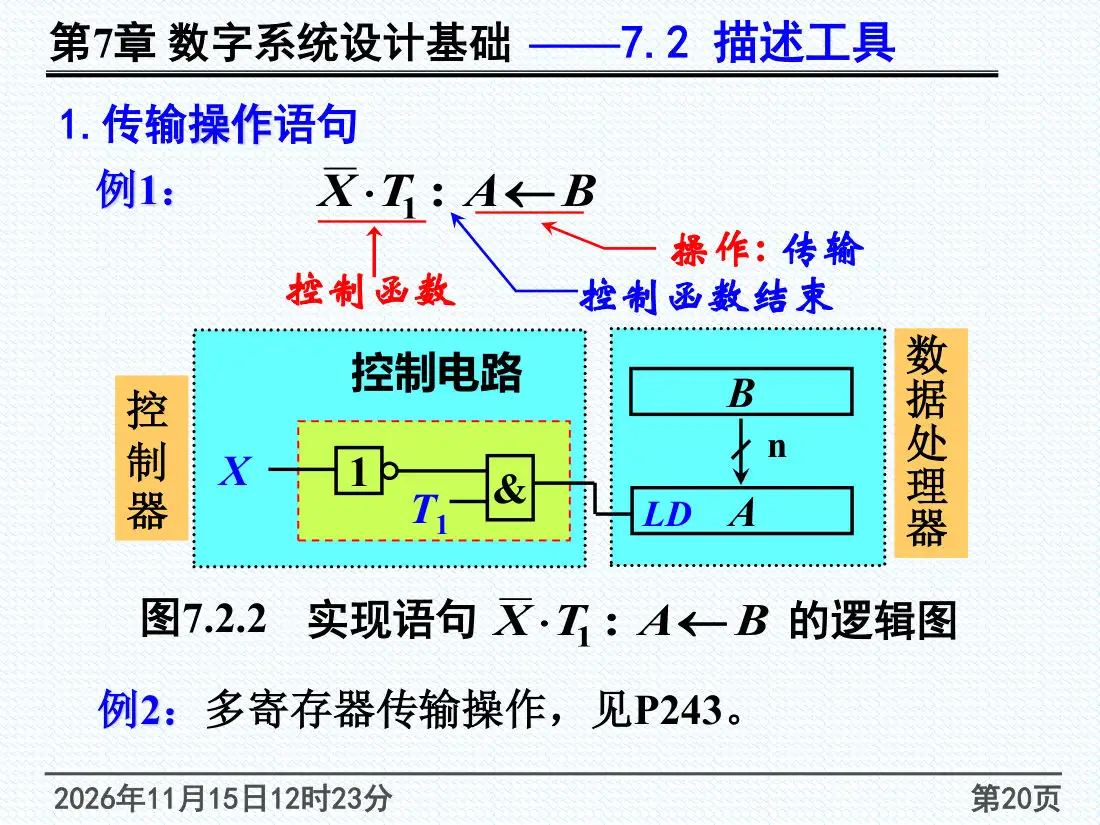 第7章 数字系统设计基础 ——7.2 描述工具
1.传输操作语句
例1： X̅·T₁ : A←B
操作：传输
控制函数
控制函数结束
控制器
控制电路
X
1
T₁
&
B
n
LD A
数据处理器
图7.2.2 实现语句 X̅·T₁ : A←B 的逻辑图
例2：多寄存器传输操作，见P243。
2026年11月15日12时23分
第20页